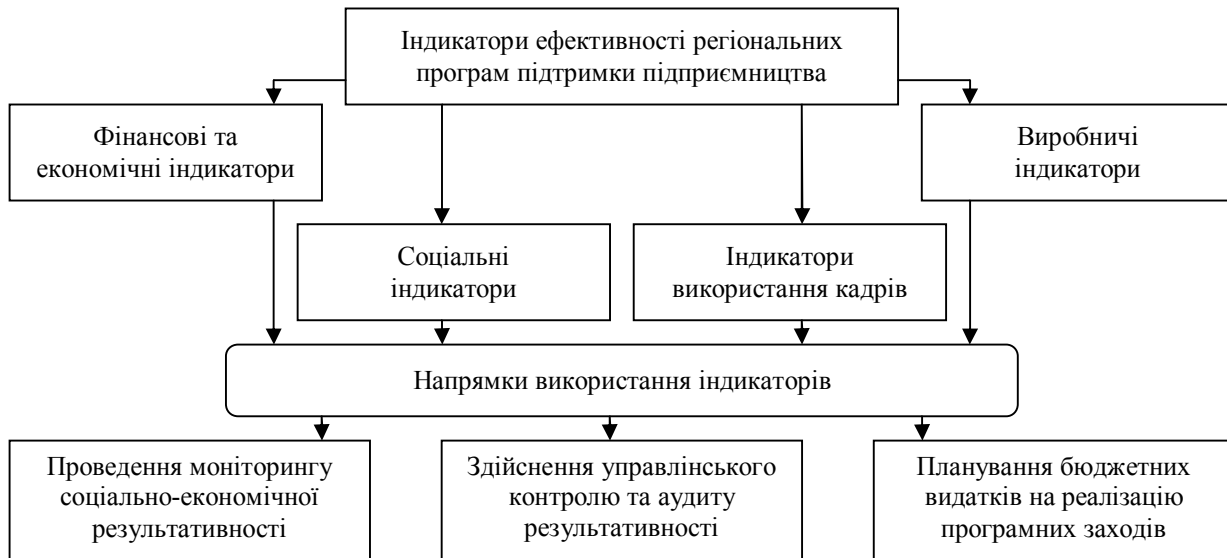 Індикатори ефективності регіональних
програм підтримки підприємництва
Фінансові та
економічні індикатори
Виробничі
індикатори
Соціальні
індикатори
Індикатори
використання кадрів
Напрямки використання індикаторів
Проведення моніторингу
соціально-економічної
результативності
Здійснення управлінського
контролю та аудиту
результативності
Планування бюджетних
видатків на реалізацію
програмних заходів